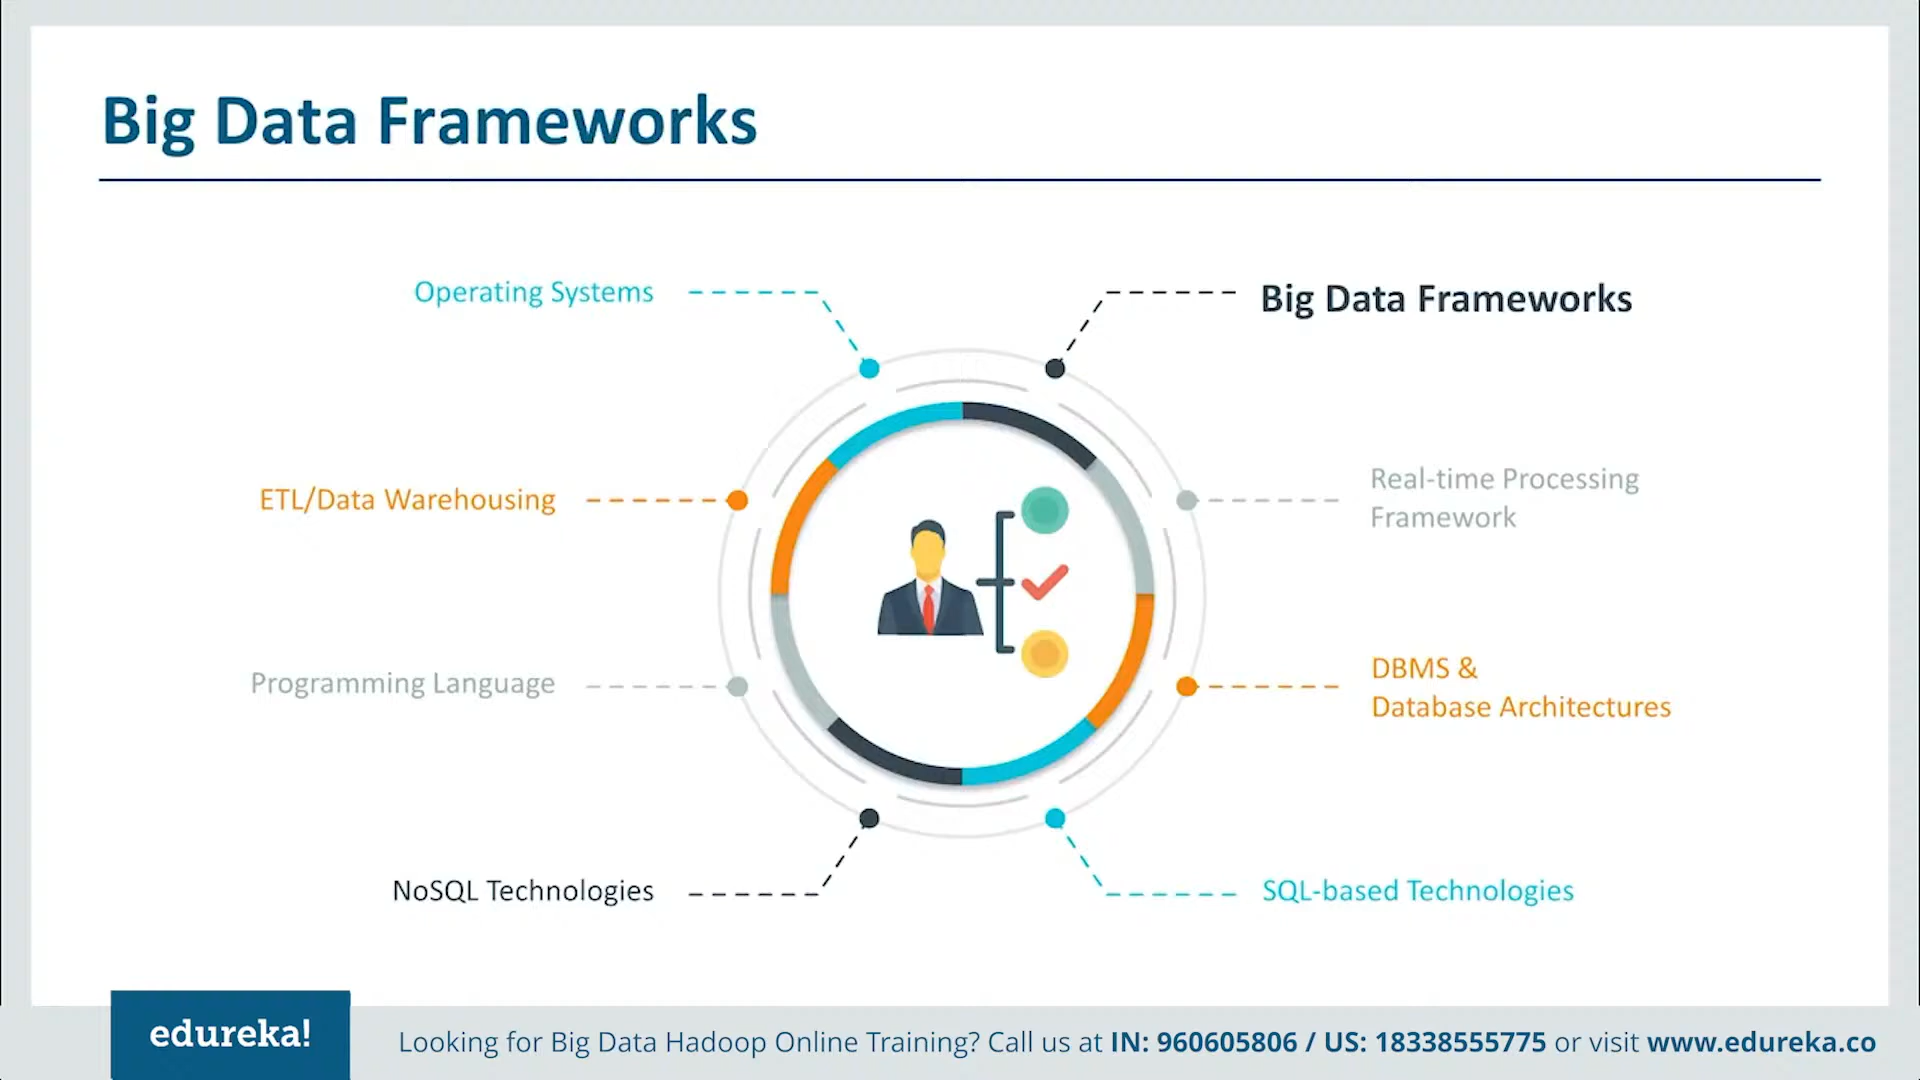 Big Data Frameworks
Operating Systems
Big Data Frameworks
ETL/Data Warehousing
Real-time Processing
Framework
Programming Language
DBMS &
Database Architectures
NoSQL Technologies
SQL-based Technologies
edureka!
Looking for Big Data Hadoop Online Training? Call us at IN: 960605806 / US: 18338555775 or visit www.edureka.co